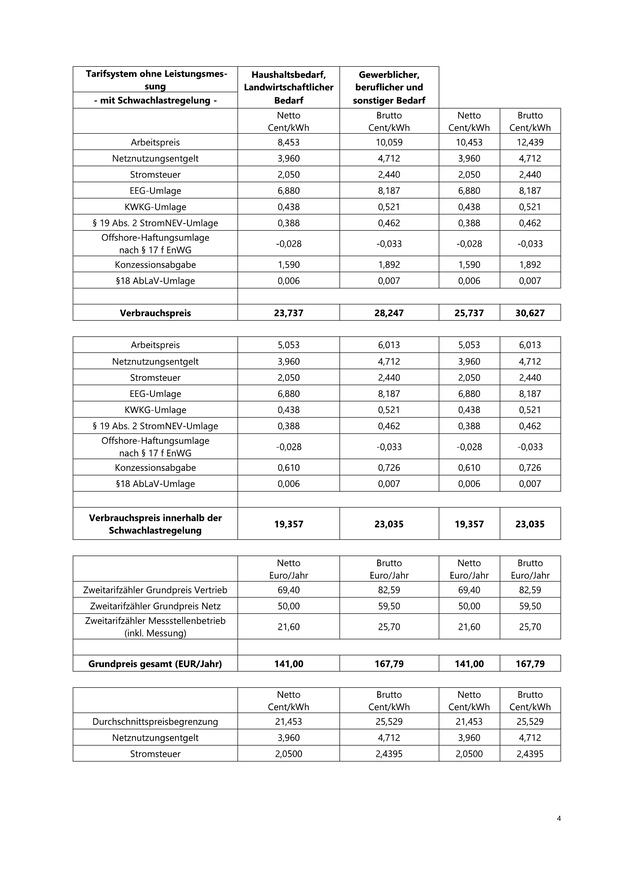 Tarifsystem ohne Leistungsmes-
sung
- mit Schwachlastregelung -
Haushaltsbedarf,
Landwirtschaftlicher
Bedarf
Gewerblicher,
beruflicher und
sonstiger Bedarf
Netto Brutto Netto Brutto
Cent/kWh Cent/kWh Cent/kWh Cent/kWh
Arbeitspreis 8,453 10,059 10,453 12,439
Netznutzungsentgelt 3,960 4,712 3,960 4,712
Stromsteuer 2,050 2,440 2,050 2,440
EEG-Umlage 6,880 8,187 6,880 8,187
KWKG-Umlage 0,438 0,521 0,438 0,521
§ 19 Abs. 2 StromNEV-Umlage 0,388 0,462 0,388 0,462
Offshore-Haftungsumlage
nach § 17 f EnWG -0,028 -0,033 -0,028 -0,033
Konzessionsabgabe 1,590 1,892 1,590 1,892
§18 AbLaV-Umlage 0,006 0,007 0,006 0,007
Verbrauchspreis 23,737 28,247 25,737 30,627
Arbeitspreis 5,053 6,013 5,053 6,013
Netznutzungsentgelt 3,960 4,712 3,960 4,712
Stromsteuer 2,050 2,440 2,050 2,440
EEG-Umlage 6,880 8,187 6,880 8,187
KWKG-Umlage 0,438 0,521 0,438 0,521
§ 19 Abs. 2 StromNEV-Umlage 0,388 0,462 0,388 0,462
Offshore-Haftungsumlage
nach § 17 f EnWG -0,028 -0,033 -0,028 -0,033
Konzessionsabgabe 0,610 0,726 0,610 0,726
§18 AbLaV-Umlage 0,006 0,007 0,006 0,007
Verbrauchspreis innerhalb der
Schwachlastregelung 19,357 23,035 19,357 23,035
Netto Brutto Netto Brutto
Euro/Jahr Euro/Jahr Euro/Jahr Euro/Jahr
Zweitarifzähler Grundpreis Vertrieb 69,40 82,59 69,40 82,59
Zweitarifzähler Grundpreis Netz 50,00 59,50 50,00 59,50
Zweitarifzähler Messstellenbetrieb
(inkl. Messung) 21,60 25,70 21,60 25,70
Grundpreis gesamt (EUR/Jahr) 141,00 167,79 141,00 167,79
Netto Brutto Netto Brutto
Cent/kWh Cent/kWh Cent/kWh Cent/kWh
Durchschnittspreisbegrenzung 21,453 25,529 21,453 25,529
Netznutzungsentgelt 3,960 4,712 3,960 4,712
Stromsteuer 2,0500 2,4395 2,0500 2,4395
4